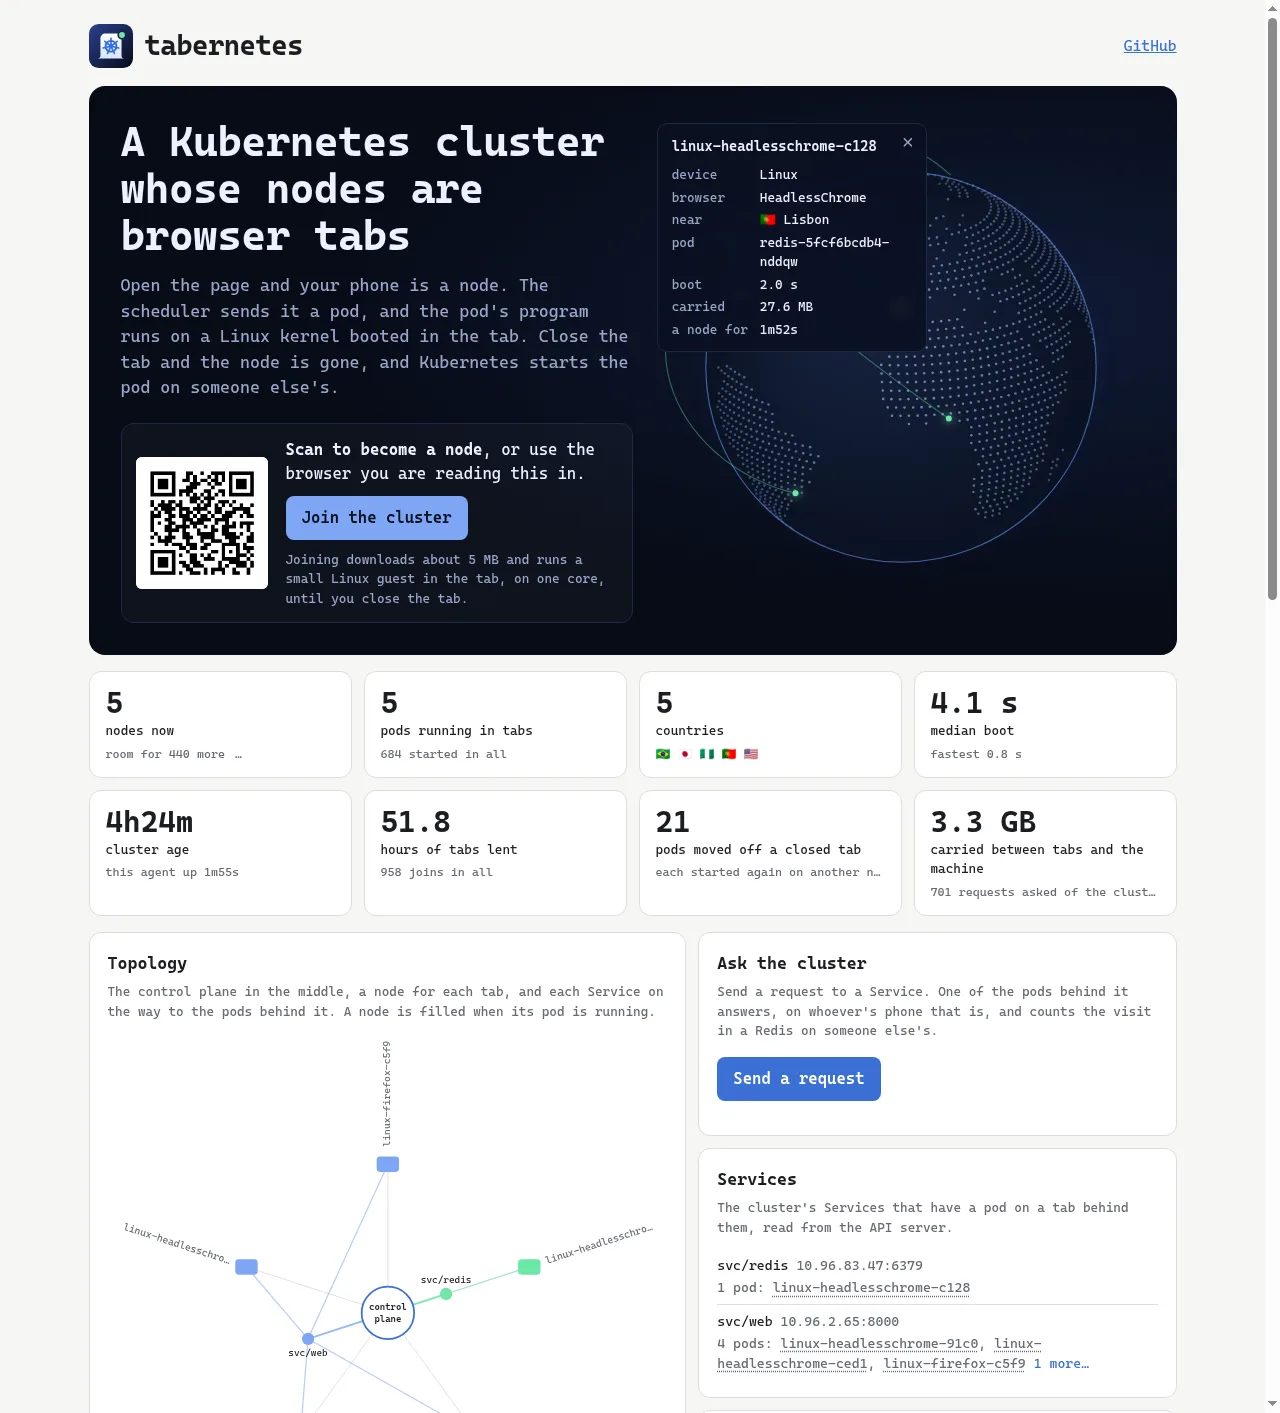 tabernetes
GitHub
A Kubernetes cluster
whose nodes are
browser tabs
Open the page and your phone is a node. The
scheduler sends it a pod, and the pod's program
runs on a Linux kernel booted in the tab. Close the
tab and the node is gone, and Kubernetes starts the
pod on someone else's.
Scan to become a node, or use the
browser you are reading this in.
Join the cluster
Joining downloads about 5 MB and runs a
small Linux guest in the tab, on one core,
until you close the tab.
linux-headlesschrome-c128
×
device Linux
browser HeadlessChrome
near 🇵🇹 Lisbon
pod redis-5fcf6bcdb4-
nddqw
boot 2.0 s
carried 27.6 MB
a node for 1m52s
5
nodes now
room for 440 more …
5
pods running in tabs
684 started in all
5
countries
🇧🇷 🇯🇵 🇳🇬 🇵🇹 🇺🇸
4.1 s
median boot
fastest 0.8 s
4h24m
cluster age
this agent up 1m55s
51.8
hours of tabs lent
958 joins in all
21
pods moved off a closed tab
each started again on another n…
3.3 GB
carried between tabs and the
machine
701 requests asked of the clust…
Topology
The control plane in the middle, a node for each tab, and each Service on
the way to the pods behind it. A node is filled when its pod is running.
linux-firefox-c5f9
linux-headlesschro…
linux-headlesschro…
svc/redis
control
plane
svc/web
Ask the cluster
Send a request to a Service. One of the pods behind it
answers, on whoever's phone that is, and counts the visit
in a Redis on someone else's.
Send a request
Services
The cluster's Services that have a pod on a tab behind
them, read from the API server.
svc/redis 10.96.83.47:6379
1 pod: linux-headlesschrome-c128
svc/web 10.96.2.65:8000
4 pods: linux-headlesschrome-91c0, linux-
headlesschrome-ced1, linux-firefox-c5f9 1 more…